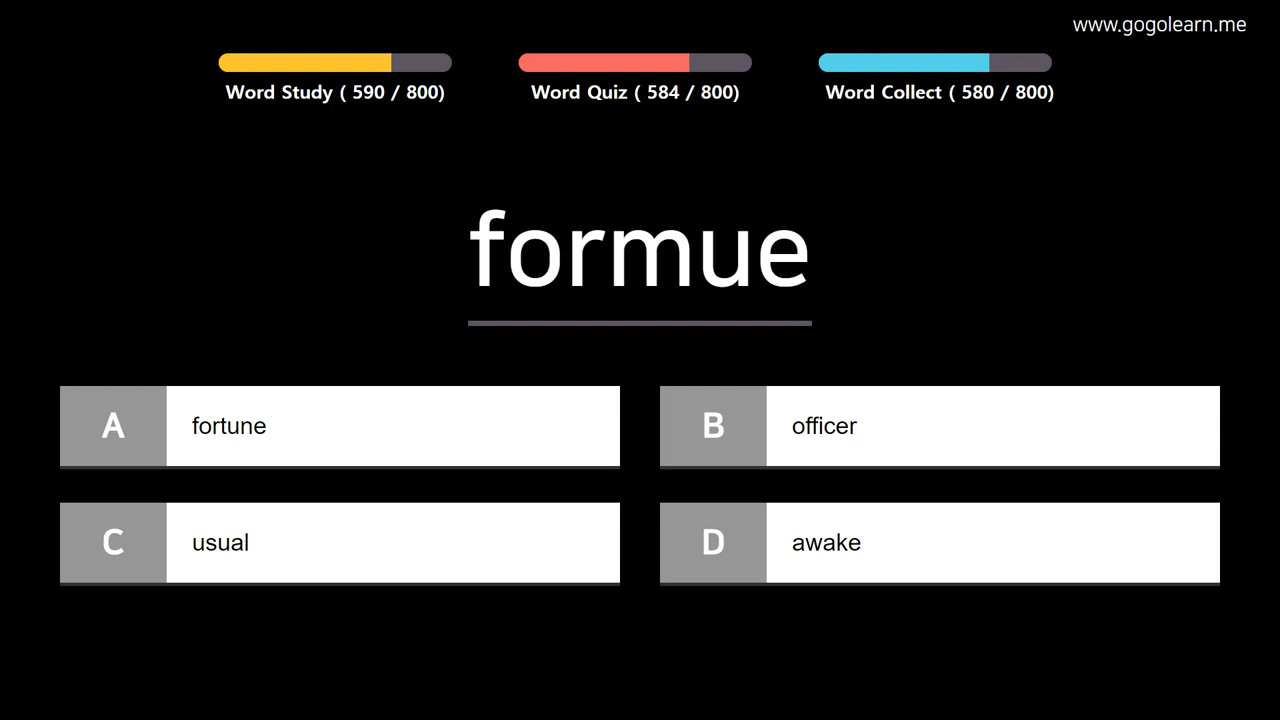 www.gogolearn.me
Word Study ( 590 / 800)
Word Quiz ( 584 / 800)
Word Collect ( 580 / 800)
formue
A fortune
B officer
C usual
D awake